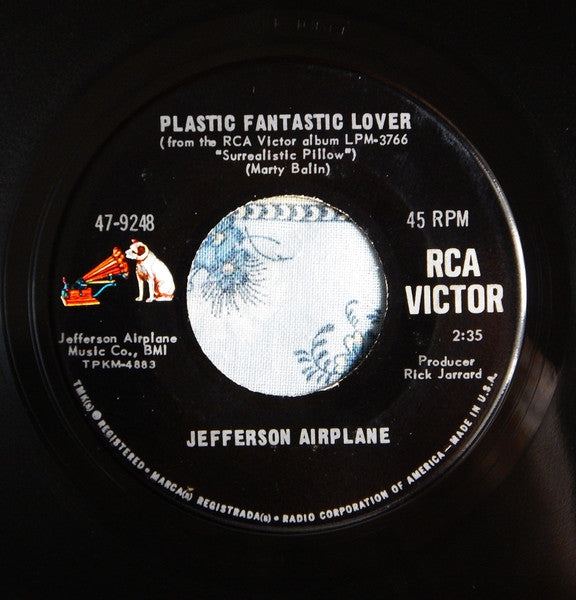 PLASTIC FANTASTIC LOVER
(from the RCA Victor album LPM-3766
"Surrealistic Pillow")
(Marty Balin)
47-9248
45 RPM
RCA
VICTOR
Jefferson Airplane
Music Co., BMI
TPKM-4883
2:35
Producer
Rick Jarrard
JEFFERSON AIRPLANE
TMK(s) ® REGISTERED • MARCA(s) REGISTRADA(s) • RADIO CORPORATION OF AMERICA—MADE IN U.S.A.